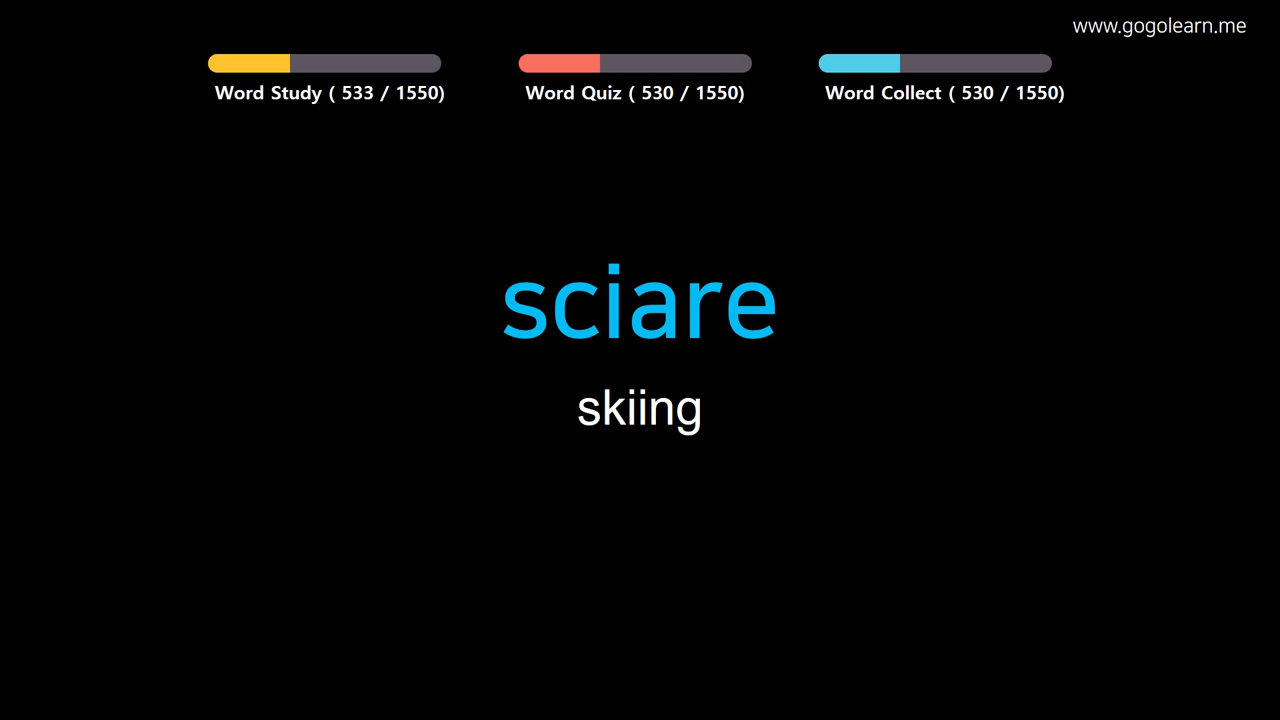 www.gogolearn.me
Word Study ( 533 / 1550)
Word Quiz ( 530 / 1550)
Word Collect ( 530 / 1550)
sciare
skiing